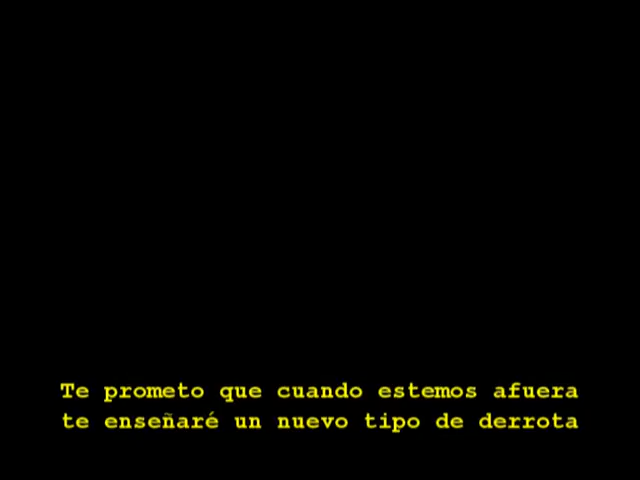 Te prometo que cuando estemos afuera
te enseñaré un nuevo tipo de derrota